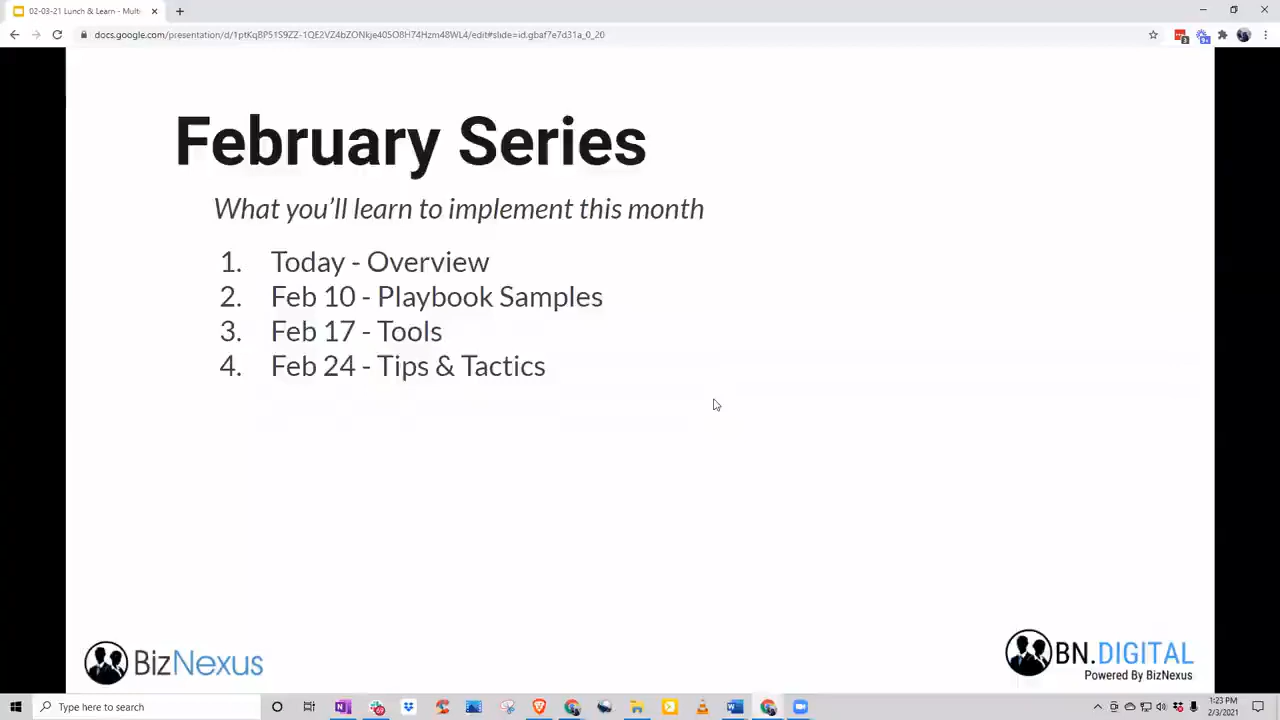 02-03-21 Lunch & Learn - Multi-
docs.google.com/presentation/d/1ptKqBP51S9ZZ-1QE2VZ4bZONkje405O8H74Hzm48WL4/edit#slide=id.gbaf7e7d31a_0_20
February Series
What you'll learn to implement this month
1. Today - Overview
2. Feb 10 - Playbook Samples
3. Feb 17 - Tools
4. Feb 24 - Tips & Tactics
BizNexus
BN.DIGITAL
Powered By BizNexus
Type here to search
1:23 PM
2/3/2021